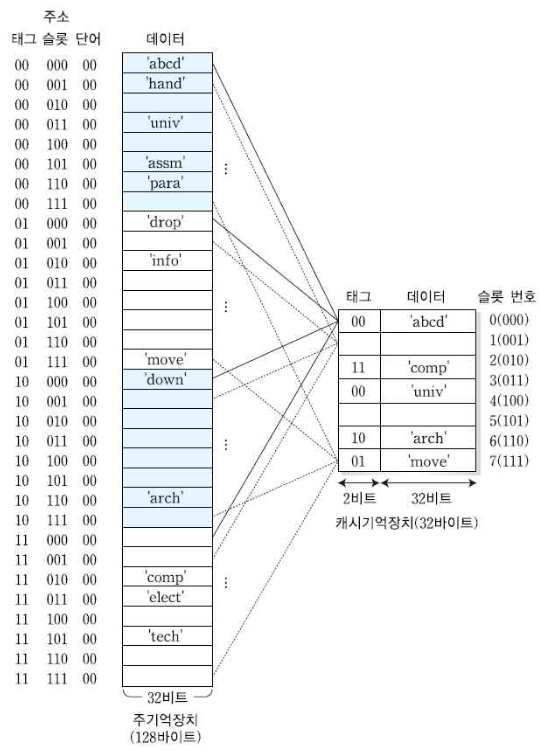 주소
태그 슬롯 단어 데이터
00 000 00 'abcd'
00 001 00 'hand'
00 010 00
00 011 00 'univ'
00 100 00
00 101 00 'assm'
00 110 00 'para'
00 111 00
01 000 00 'drop'
01 001 00
01 010 00 'info'
01 011 00
01 100 00
01 101 00
01 110 00
01 111 00 'move'
10 000 00 'down'
10 001 00
10 010 00
10 011 00
10 100 00
10 101 00
10 110 00 'arch'
10 111 00
11 000 00
11 001 00
11 010 00 'comp'
11 011 00 'elect'
11 100 00
11 101 00 'tech'
11 110 00
11 111 00
32비트
주기억장치
(128바이트)
태그 데이터 슬롯 번호
00 'abcd' 0(000)
1(001)
11 'comp' 2(010)
00 'univ' 3(011)
4(100)
5(101)
10 'arch' 6(110)
01 'move' 7(111)
2비트 32비트
캐시기억장치(32바이트)